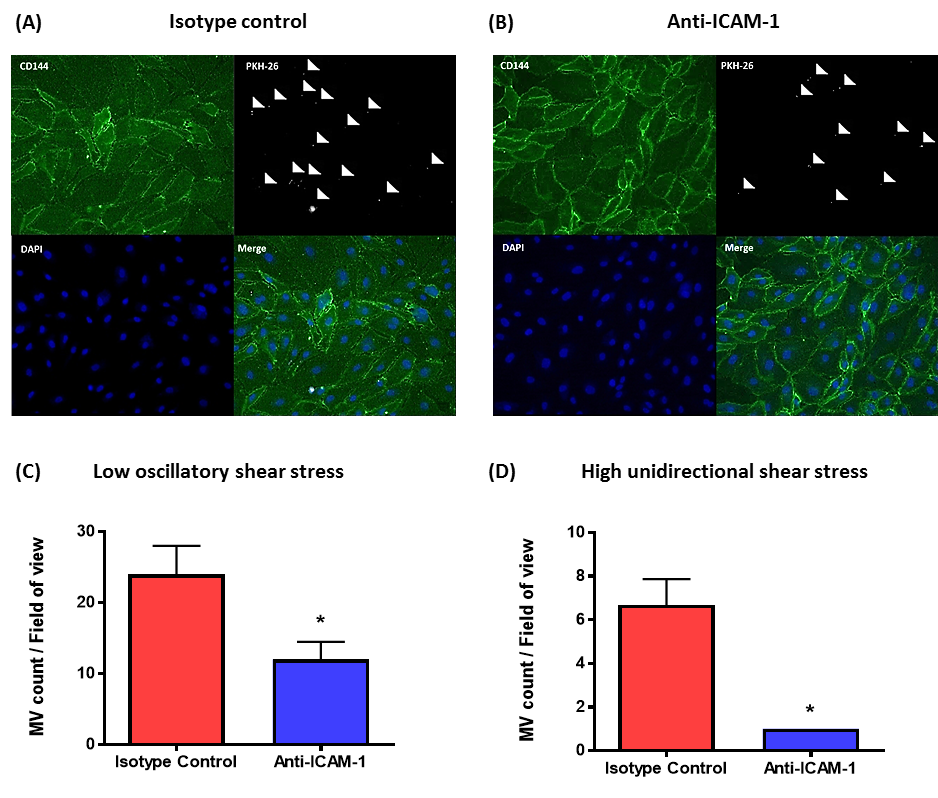 (A) Isotype control
(B) Anti-ICAM-1
CD144
PKH-26
CD144
PKH-26
DAPI
Merge
DAPI
Merge
(C) Low oscillatory shear stress
(D) High unidirectional shear stress
MV count / Field of view
30
20
10
0
*
Isotype Control
Anti-ICAM-1
MV count / Field of view
10
8
6
4
2
0
*
Isotype Control
Anti-ICAM-1